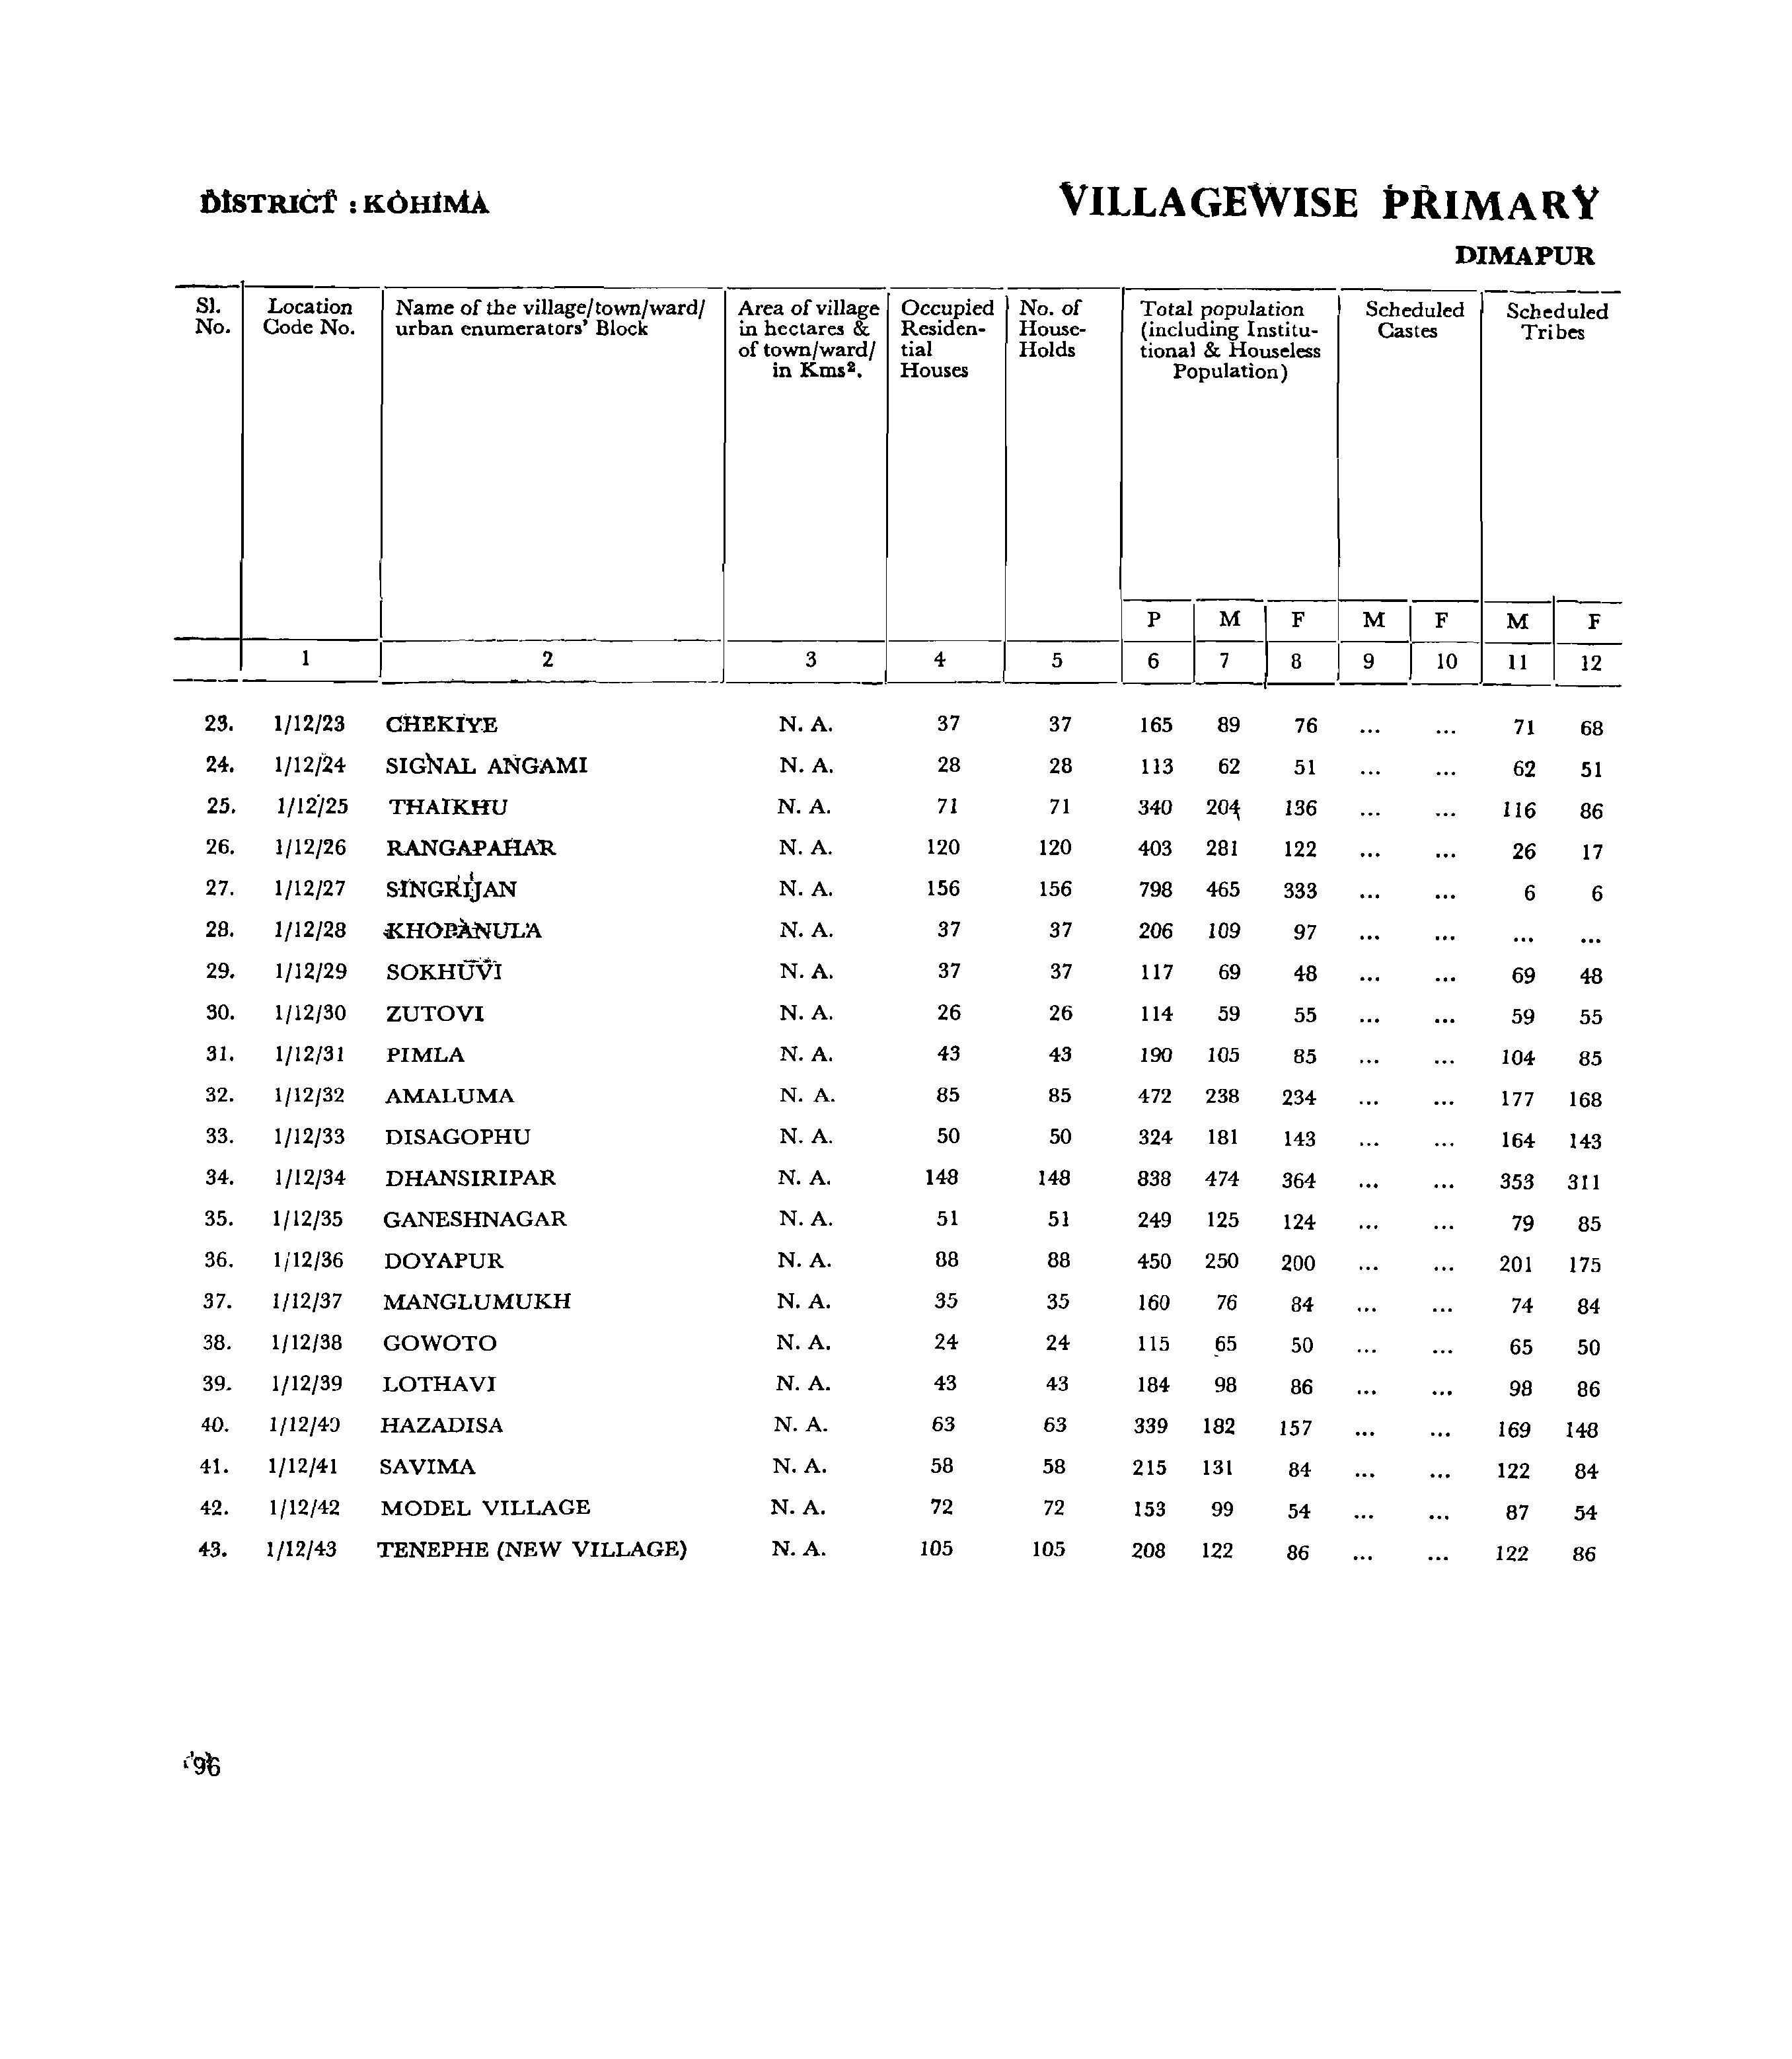 DISTRICT : KOHIMA
VILLAGEWISE PRIMARY
DIMAPUR
Sl. No. Location Code No. Name of the village/town/ward/ urban enumerators' Block Area of village in hectares & of town/ward/ in Kms². Occupied Residen- tial Houses No. of House- Holds Total population (including Institu- tional & Houseless Population) Scheduled Castes Scheduled Tribes
P M F M F M F
1 2 3 4 5 6 7 8 9 10 11 12
23. 1/12/23 CHEKIYE N. A. 37 37 165 89 76 ... ... 71 68
24. 1/12/24 SIGNAL ANGAMI N. A. 28 28 113 62 51 ... ... 62 51
25. 1/12/25 THAIKHU N. A. 71 71 340 204 136 ... ... 116 86
26. 1/12/26 RANGAPAHAR N. A. 120 120 403 281 122 ... ... 26 17
27. 1/12/27 SINGRIJAN N. A. 156 156 798 465 333 ... ... 6 6
28. 1/12/28 KHOPANULA N. A. 37 37 206 109 97 ... ... ... ...
29. 1/12/29 SOKHUVI N. A. 37 37 117 69 48 ... ... 69 48
30. 1/12/30 ZUTOVI N. A. 26 26 114 59 55 ... ... 59 55
31. 1/12/31 PIMLA N. A. 43 43 190 105 85 ... ... 104 85
32. 1/12/32 AMALUMA N. A. 85 85 472 238 234 ... ... 177 168
33. 1/12/33 DISAGOPHU N. A. 50 50 324 181 143 ... ... 164 143
34. 1/12/34 DHANSIRIPAR N. A. 148 148 838 474 364 ... ... 353 311
35. 1/12/35 GANESHNAGAR N. A. 51 51 249 125 124 ... ... 79 85
36. 1/12/36 DOYAPUR N. A. 88 88 450 250 200 ... ... 201 175
37. 1/12/37 MANGLUMUKH N. A. 35 35 160 76 84 ... ... 74 84
38. 1/12/38 GOWOTO N. A. 24 24 115 65 50 ... ... 65 50
39. 1/12/39 LOTHAVI N. A. 43 43 184 98 86 ... ... 98 86
40. 1/12/40 HAZADISA N. A. 63 63 339 182 157 ... ... 169 148
41. 1/12/41 SAVIMA N. A. 58 58 215 131 84 ... ... 122 84
42. 1/12/42 MODEL VILLAGE N. A. 72 72 153 99 54 ... ... 87 54
43. 1/12/43 TENEPHE (NEW VILLAGE) N. A. 105 105 208 122 86 ... ... 122 86
96